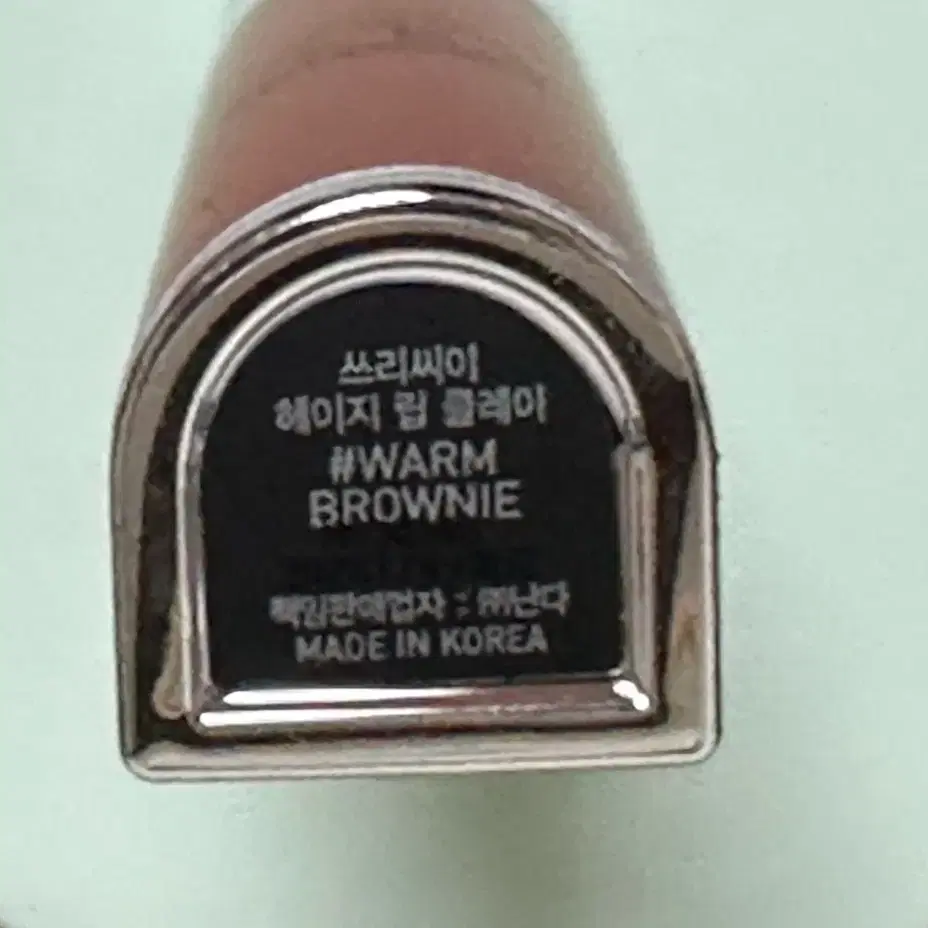 쓰리씨이
헤이지 립 클레이
#WARM
BROWNIE
책임판매업자 : ㈜난다
MADE IN KOREA